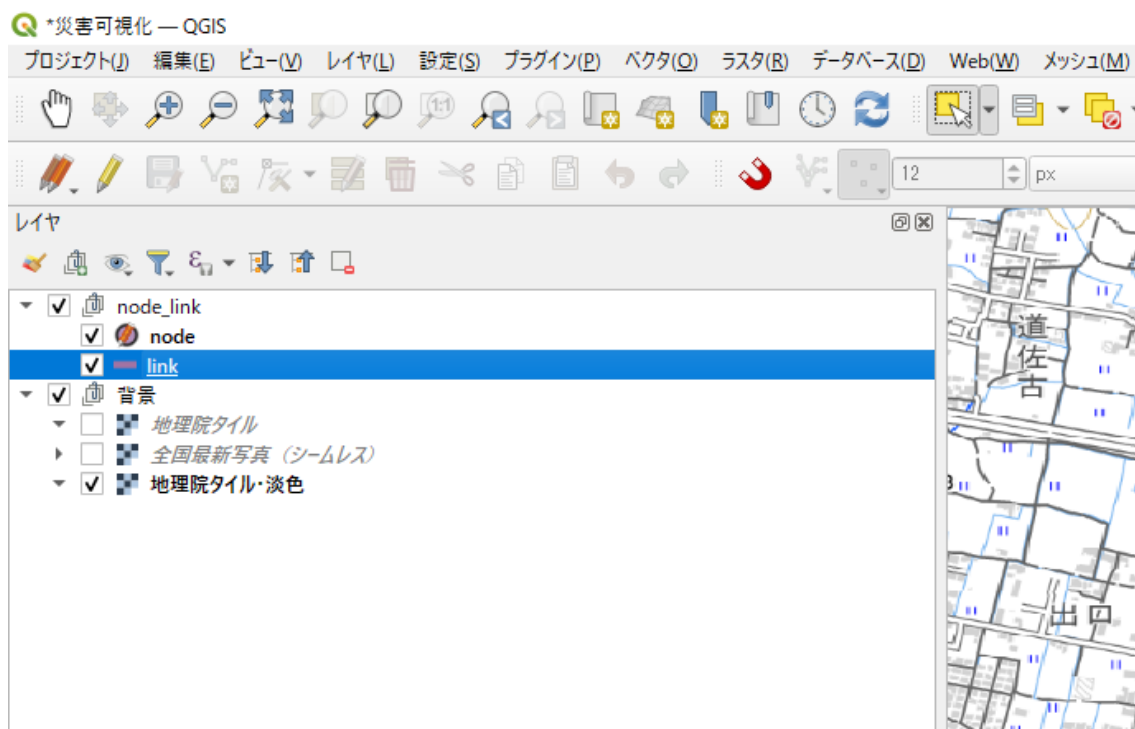 *災害可視化 — QGIS
プロジェクト(J) 編集(E) ビュー(V) レイヤ(L) 設定(S) プラグイン(P) ベクタ(O) ラスタ(R) データベース(D) Web(W) メッシュ(M)
1:1
12 px
レイヤ
node_link
node
link
背景
地理院タイル
全国最新写真（シームレス）
地理院タイル・淡色
道佐古
出口